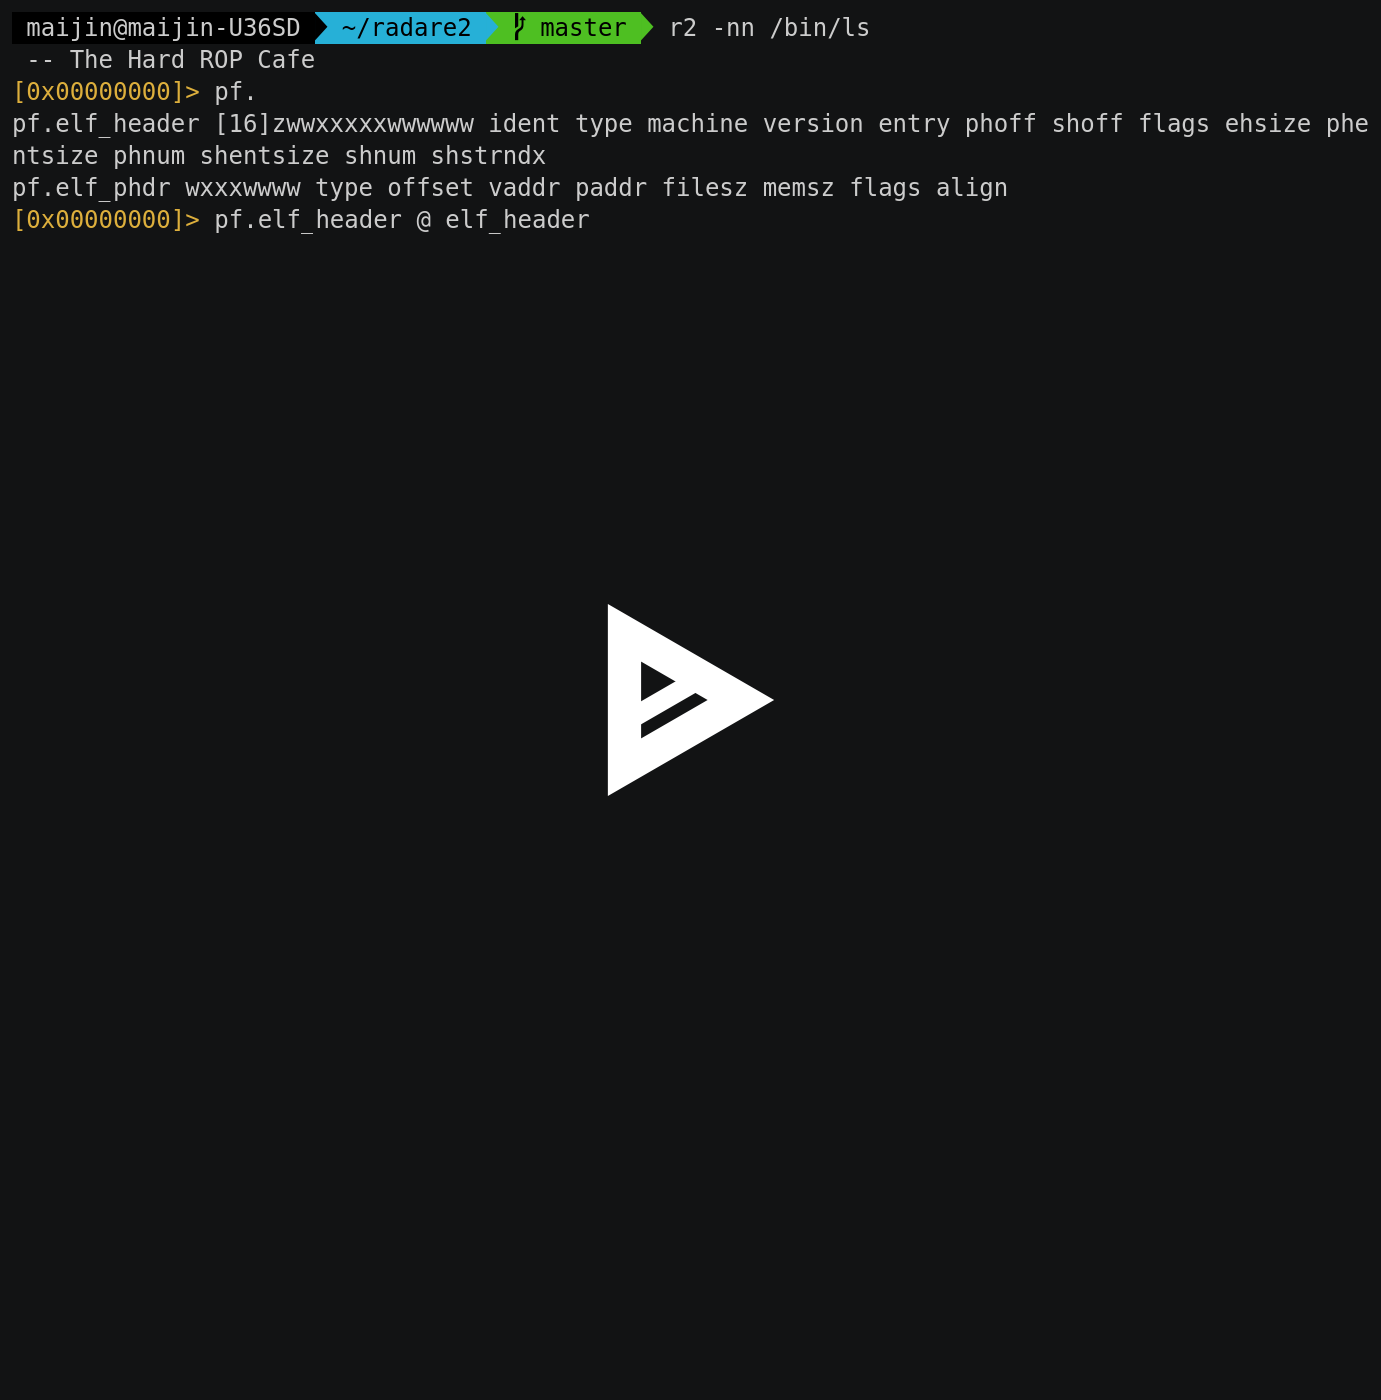 maijin@maijin-U36SD ~/radare2 master r2 -nn /bin/ls
-- The Hard ROP Cafe
[0x00000000]> pf.
pf.elf_header [16]zwwxxxxxwwwwww ident type machine version entry phoff shoff flags ehsize phe
ntsize phnum shentsize shnum shstrndx
pf.elf_phdr wxxxwwww type offset vaddr paddr filesz memsz flags align
[0x00000000]> pf.elf_header @ elf_header